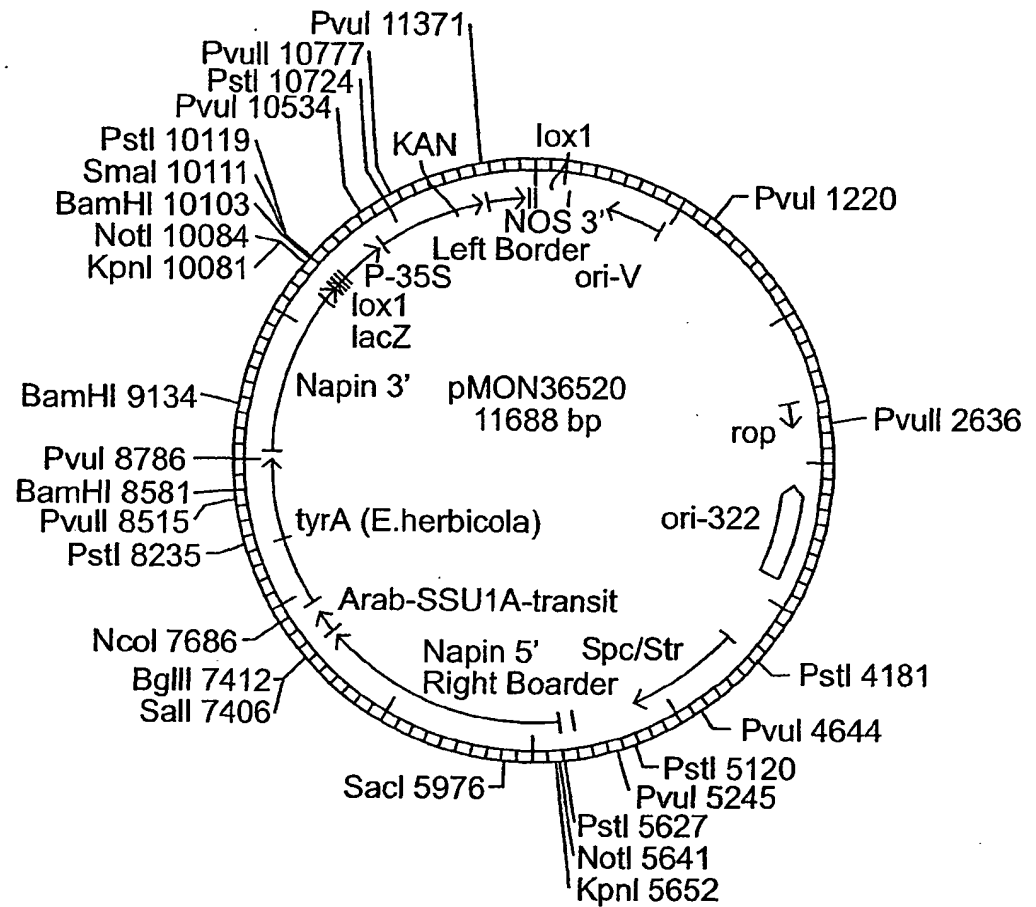 PvuI 11371
PvuII 10777
PstI 10724
PvuI 10534
PstI 10119
SmaI 10111
BamHI 10103
NotI 10084
KpnI 10081
KAN
lox1
NOS 3'
Left Border
P-35S
ori-V
lox1
lacZ
PvuI 1220
Napin 3'
pMON36520
11688 bp
BamHI 9134
rop
PvuII 2636
PvuI 8786
BamHI 8581
PvuII 8515
PstI 8235
tyrA (E.herbicola)
ori-322
Arab-SSU1A-transit
NcoI 7686
BglII 7412
SalI 7406
Napin 5'
Right Boarder
Spc/Str
PstI 4181
PvuI 4644
PstI 5120
PvuI 5245
SacI 5976
PstI 5627
NotI 5641
KpnI 5652